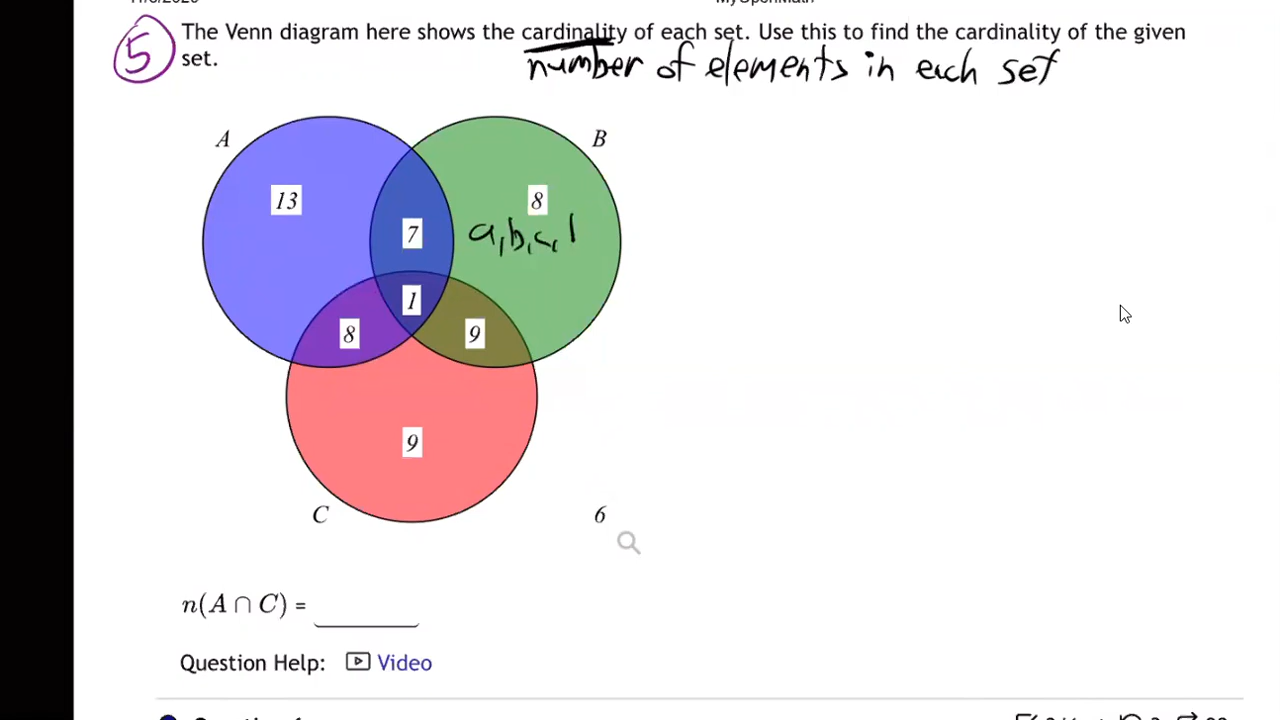 MyOpenMath
5 The Venn diagram here shows the cardinality of each set. Use this to find the cardinality of the given
set.
number of elements in each set
A
B
13
8
7
a, b, c, l
1
8
9
9
C
6
n(A ∩ C) =
Question Help: Video